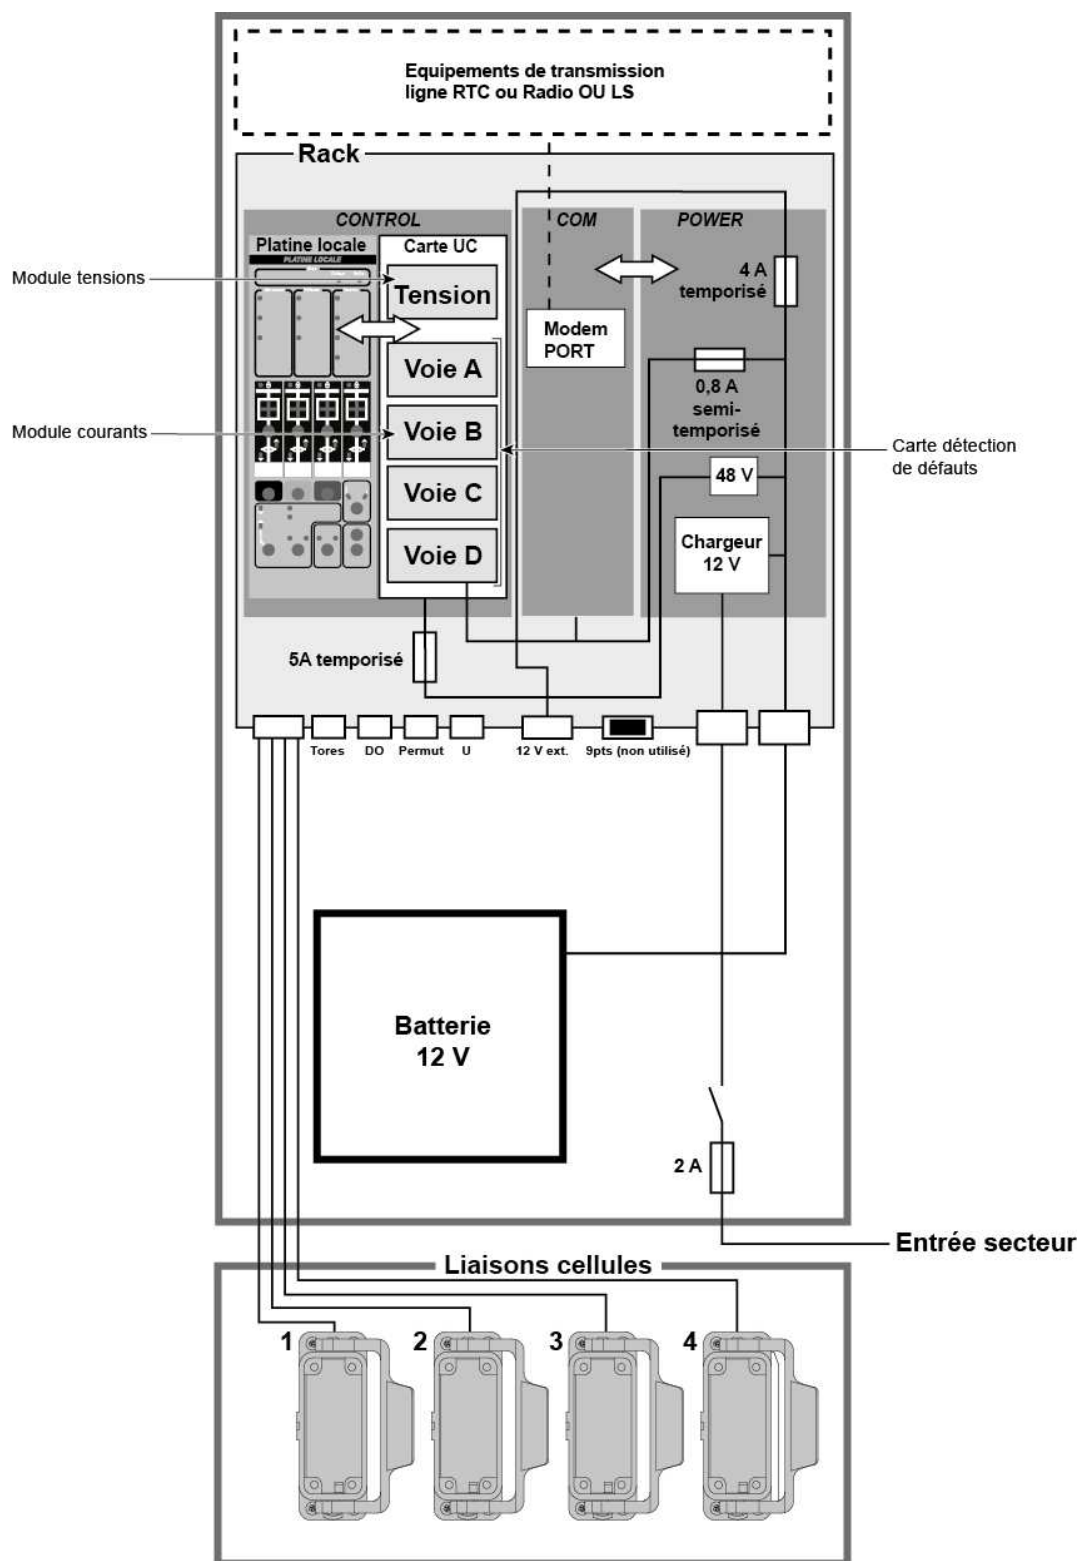 Equipements de transmission
ligne RTC ou Radio OU LS
Rack
CONTROL
COM
POWER
Platine locale
Carte UC
PLATINE LOCALE
Module tensions
Tension
4 A
temporisé
Modem
PORT
Voie A
0,8 A
semi-
temporisé
Module courants
Voie B
Carte détection
de défauts
48 V
Voie C
Chargeur
12 V
Voie D
5A temporisé
Tores
DO
Permut
U
12 V ext.
9pts (non utilisé)
Batterie
12 V
2 A
Entrée secteur
Liaisons cellules
1
2
3
4